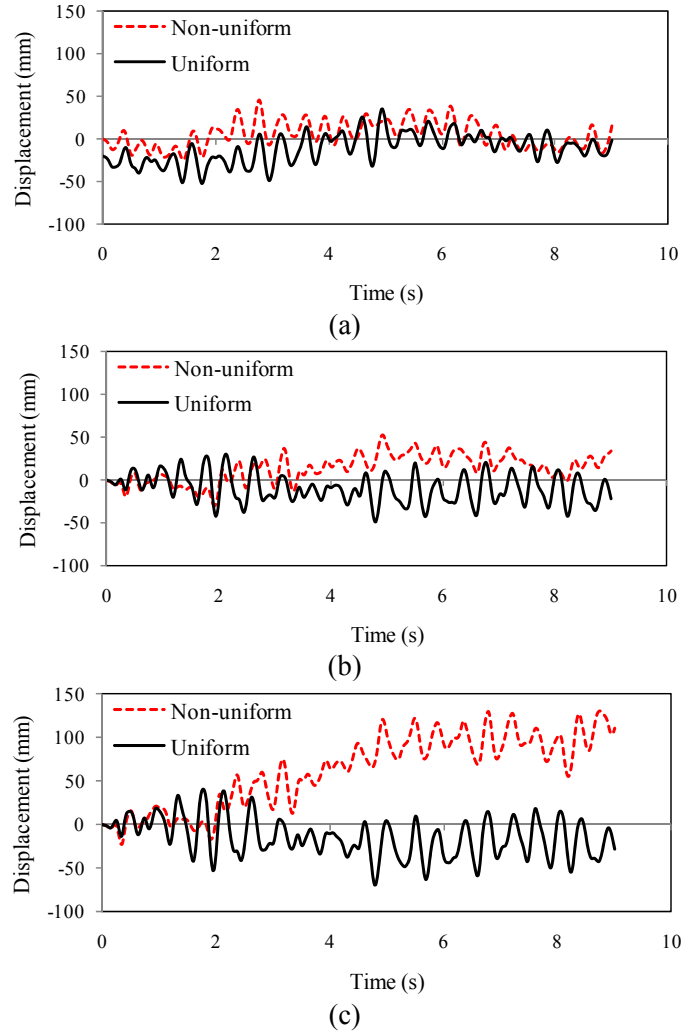 150
100
50
0
-50
-100
Displacement (mm)
Non-uniform
Uniform
0 2 4 6 8 10
Time (s)
(a)
150
100
50
0
-50
-100
Displacement (mm)
Non-uniform
Uniform
0 2 4 6 8 10
Time (s)
(b)
150
100
50
0
-50
-100
Displacement (mm)
Non-uniform
Uniform
0 2 4 6 8 10
Time (s)
(c)